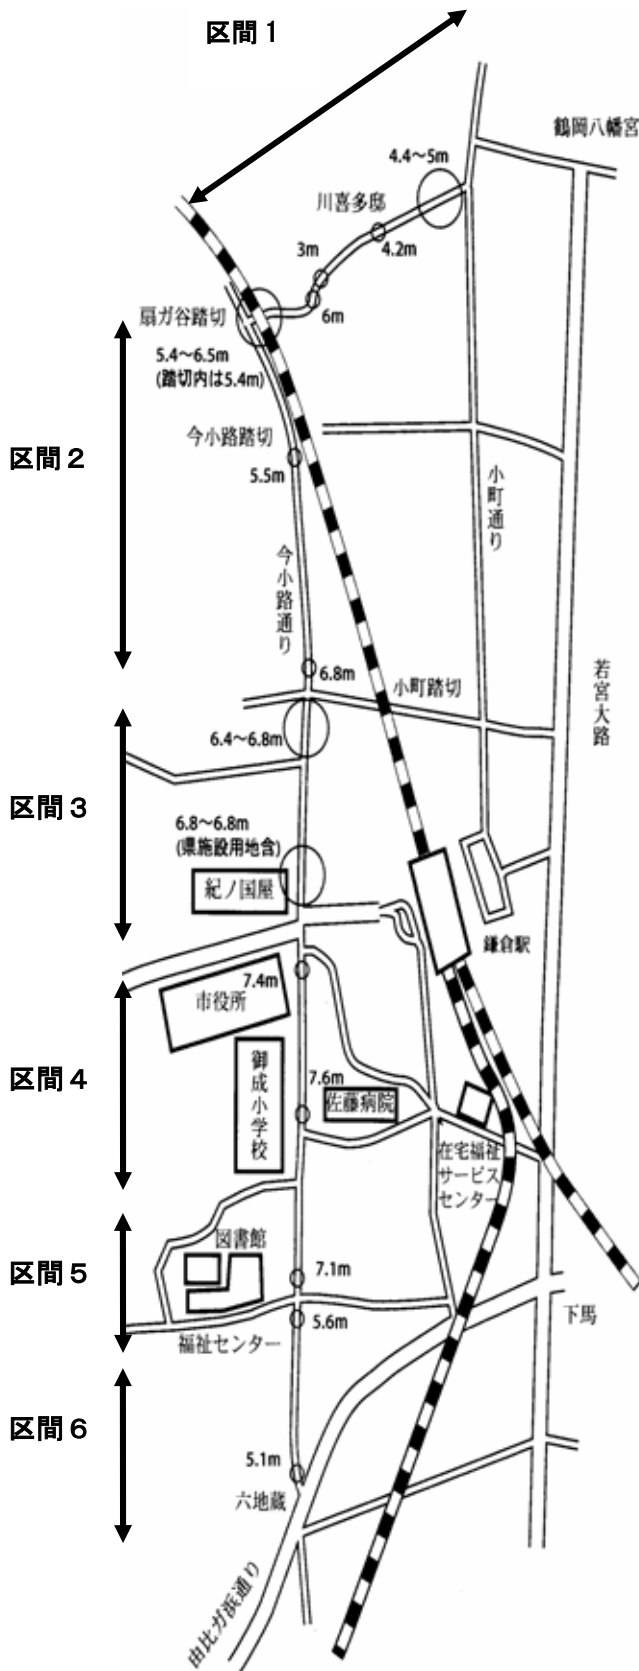 区間1
鶴岡八幡宮
4.4～5m
川喜多邸
4.2m
3m
6m
扇ガ谷踏切
5.4～6.5m
(踏切内は5.4m)
区間2
今小路踏切
5.5m
小町通り
今小路通り
若宮大路
6.8m
小町踏切
6.4～6.8m
区間3
6.8～6.8m
(県施設用地含)
紀ノ国屋
鎌倉駅
7.4m
市役所
区間4
御成小学校
7.6m
佐藤病院
在宅福祉
サービス
センター
図書館
区間5
7.1m
下馬
5.6m
福祉センター
区間6
5.1m
六地蔵
由比ガ浜通り